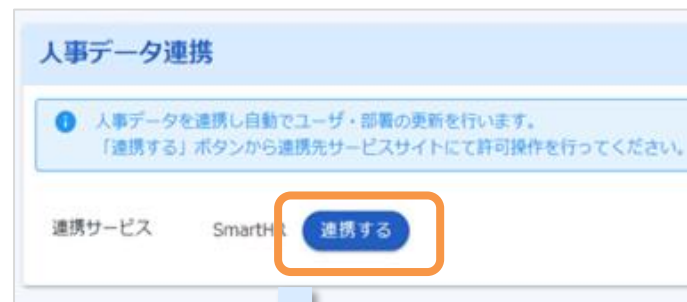 人事データ連携
人事データを連携し自動でユーザ・部署の更新を行います。
「連携する」ボタンから連携先サービスサイトにて許可操作を行ってください。
連携サービス SmartHR 連携する